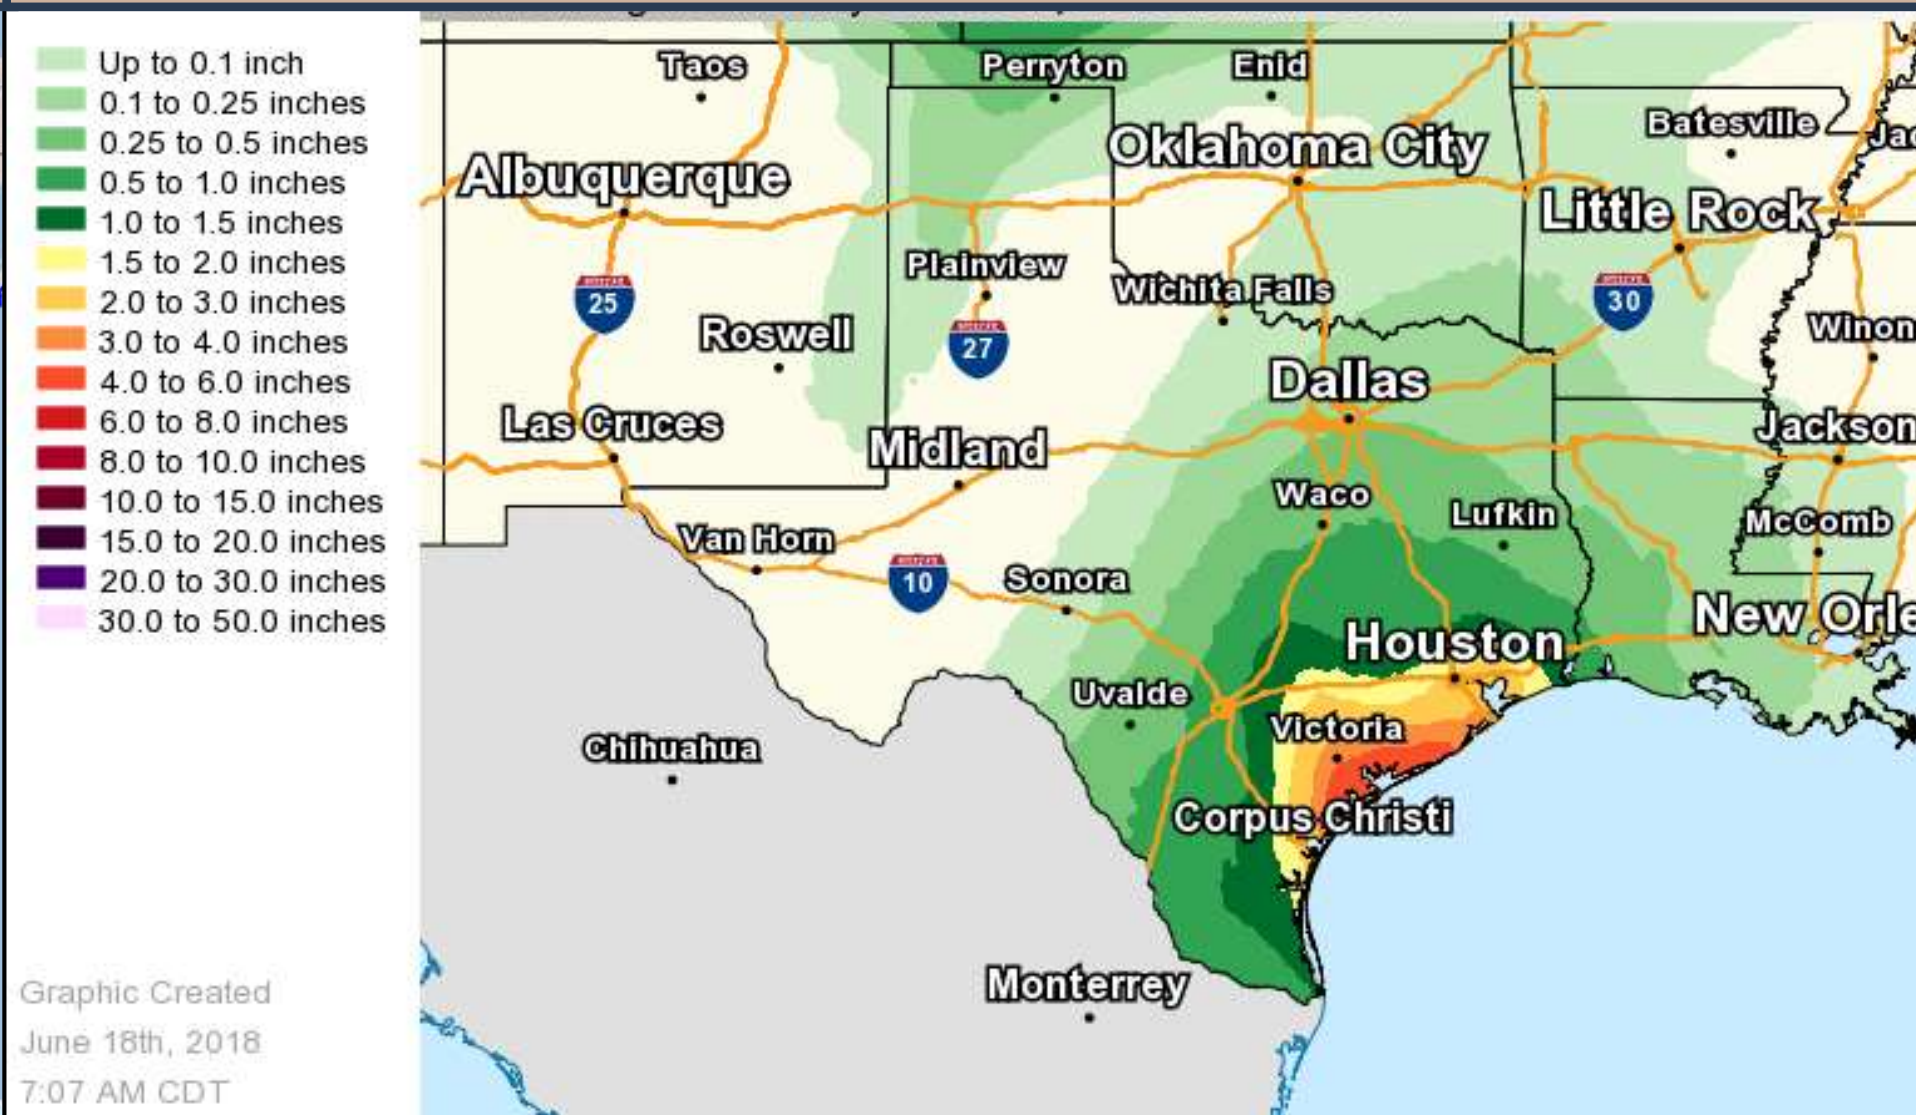 Up to 0.1 inch
0.1 to 0.25 inches
0.25 to 0.5 inches
0.5 to 1.0 inches
1.0 to 1.5 inches
1.5 to 2.0 inches
2.0 to 3.0 inches
3.0 to 4.0 inches
4.0 to 6.0 inches
6.0 to 8.0 inches
8.0 to 10.0 inches
10.0 to 15.0 inches
15.0 to 20.0 inches
20.0 to 30.0 inches
30.0 to 50.0 inches
Graphic Created
June 18th, 2018
7:07 AM CDT
Taos
Perryton
Enid
Batesville
Jac
Oklahoma City
Albuquerque
Little Rock
Plainview
Wichita Falls
25
30
Roswell
27
Winon
Dallas
Las Cruces
Jackson
Midland
Waco
Lufkin
McComb
Van Horn
10
Sonora
New Orle
Houston
Uvalde
Victoria
Chihuahua
Corpus Christi
Monterrey